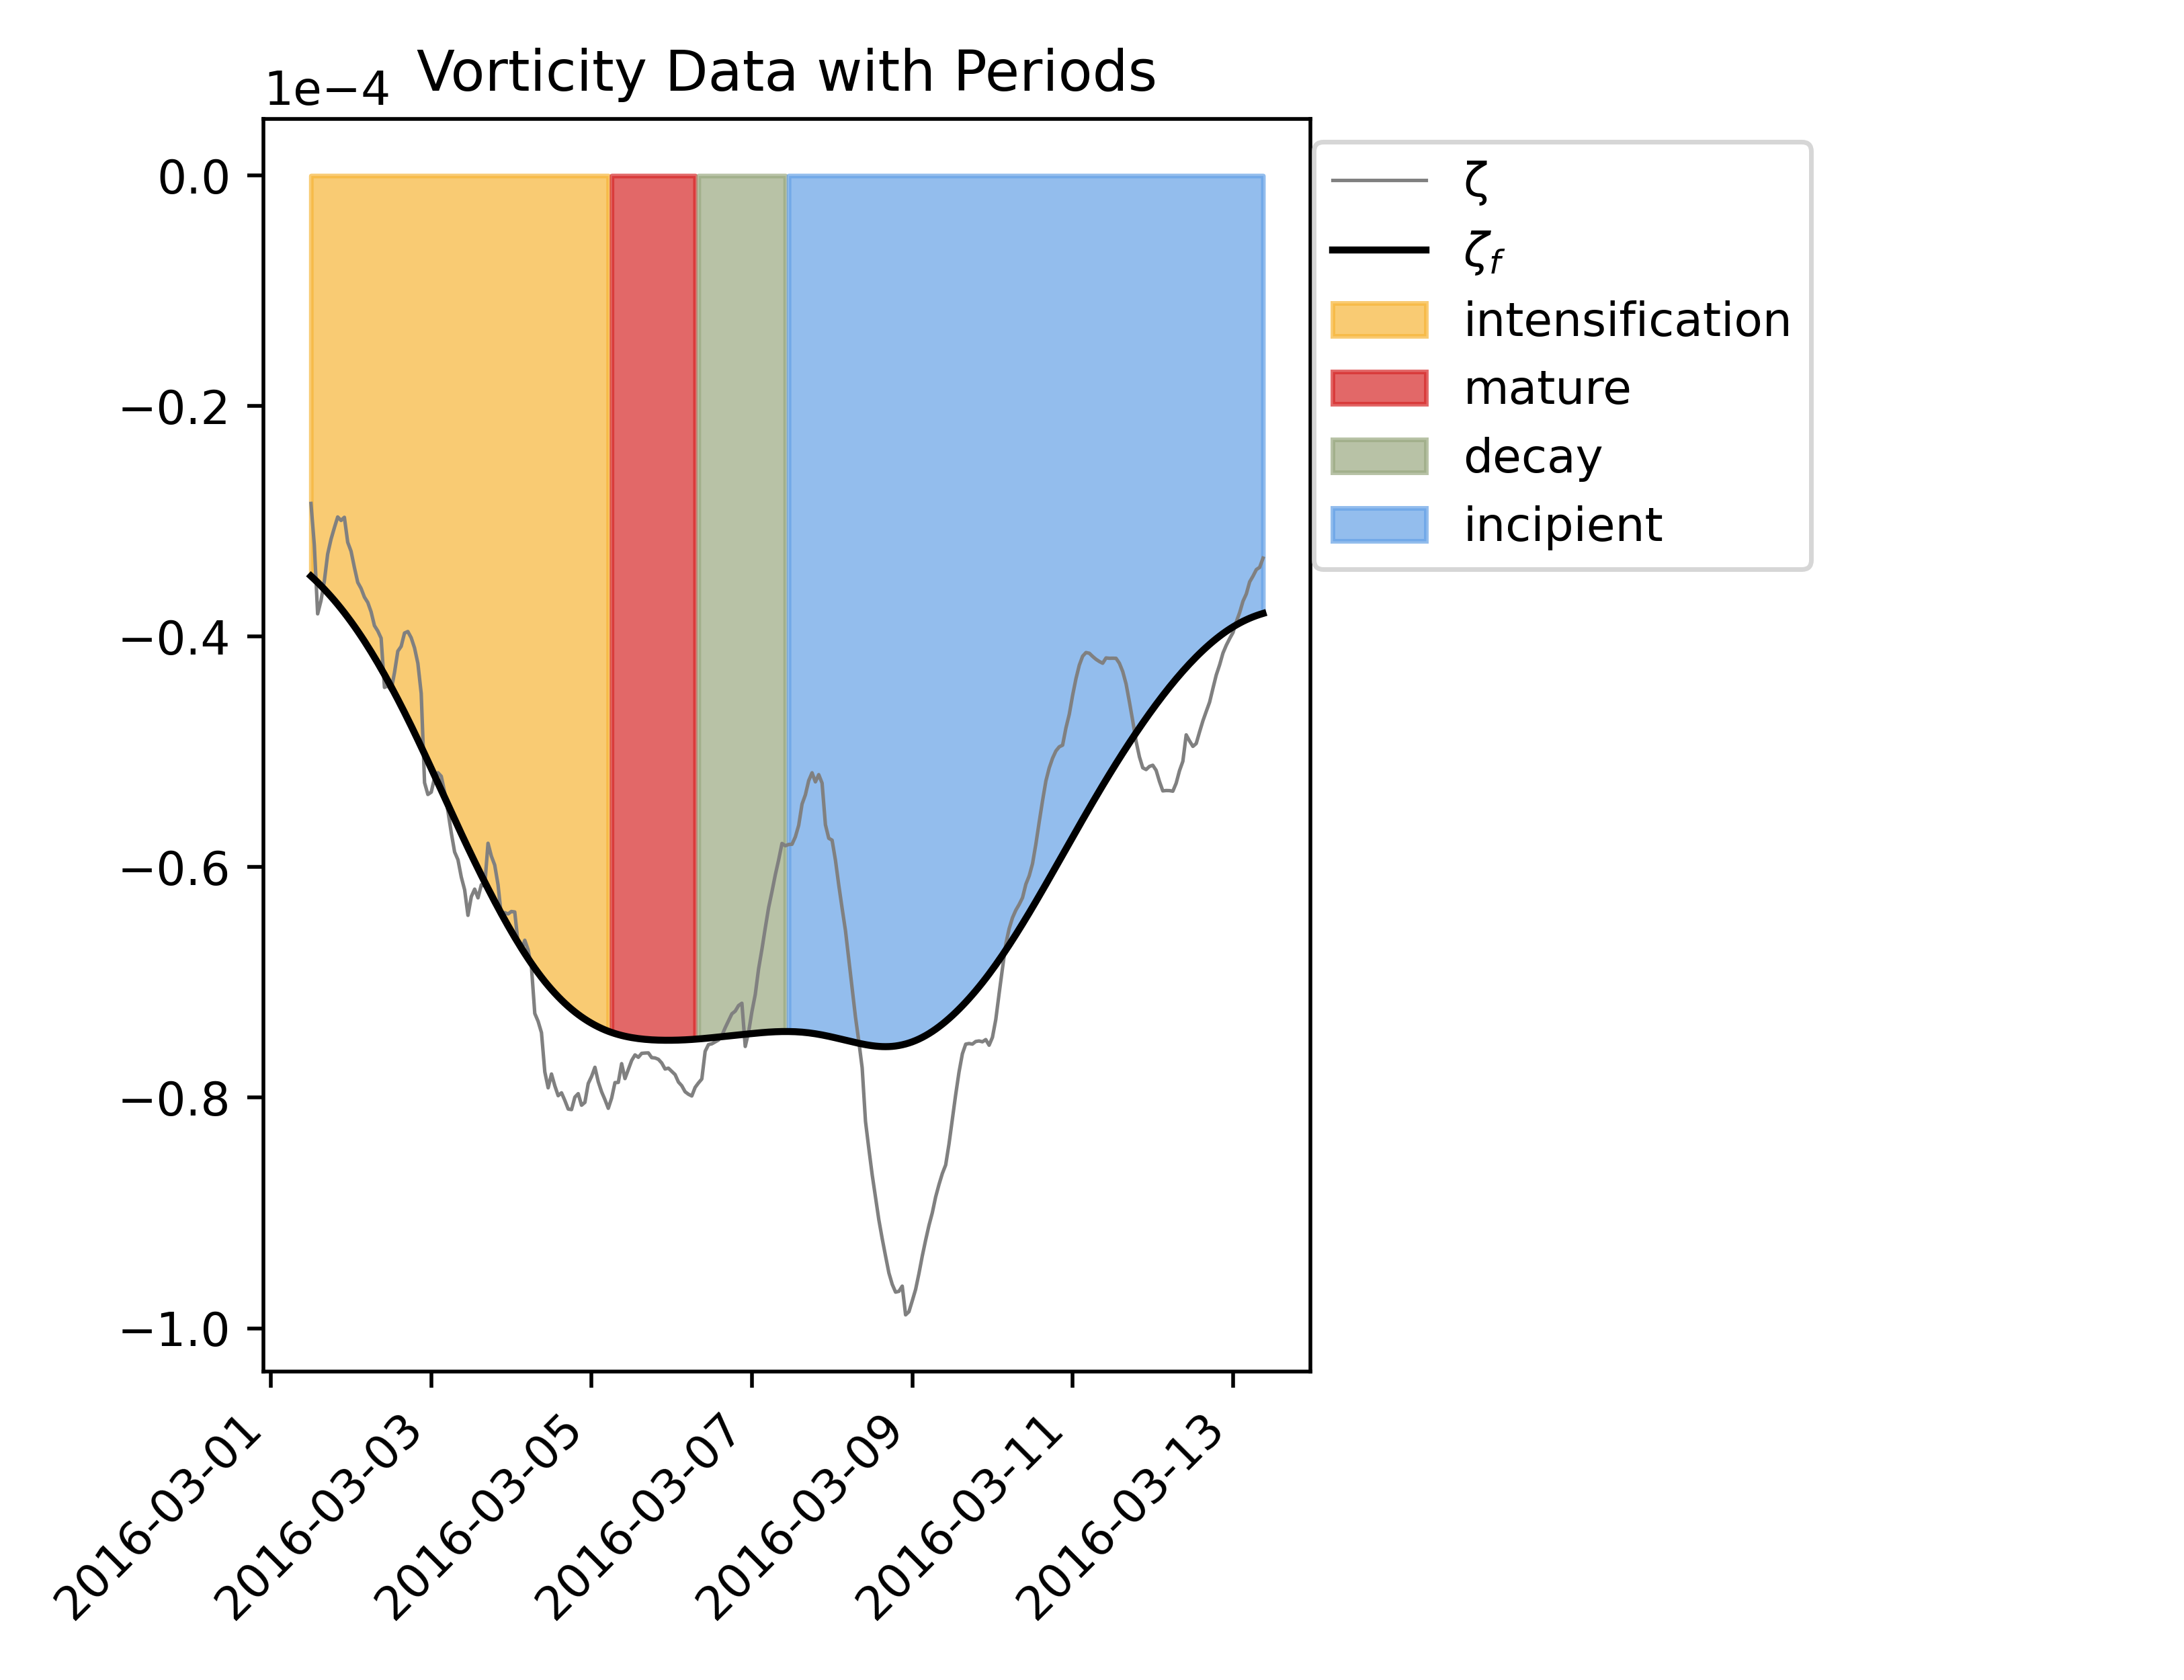 Vorticity Data with Periods
1e−4
0.0
−0.2
−0.4
−0.6
−0.8
−1.0
2016-03-01
2016-03-03
2016-03-05
2016-03-07
2016-03-09
2016-03-11
2016-03-13
ζ
ζf
intensification
mature
decay
incipient